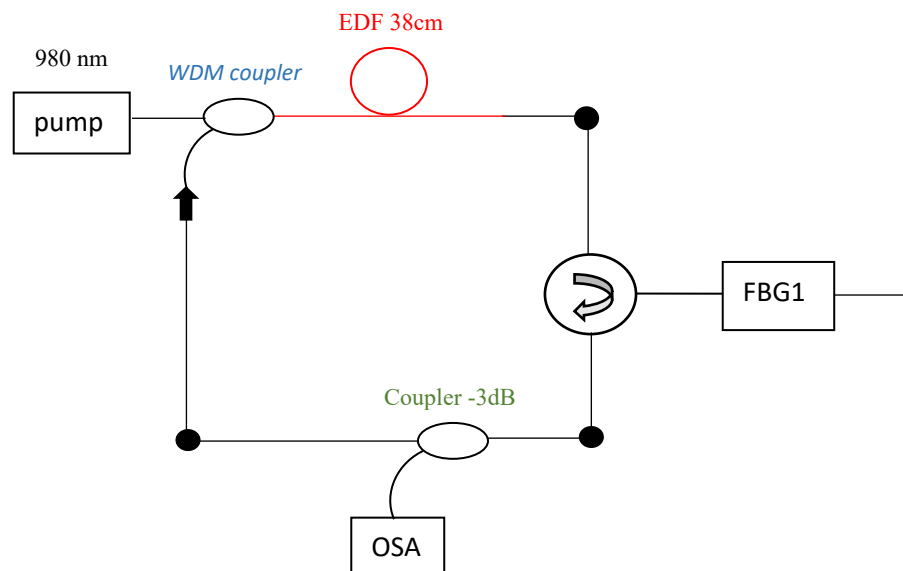 EDF 38cm
980 nm
WDM coupler
pump
FBG1
Coupler -3dB
OSA